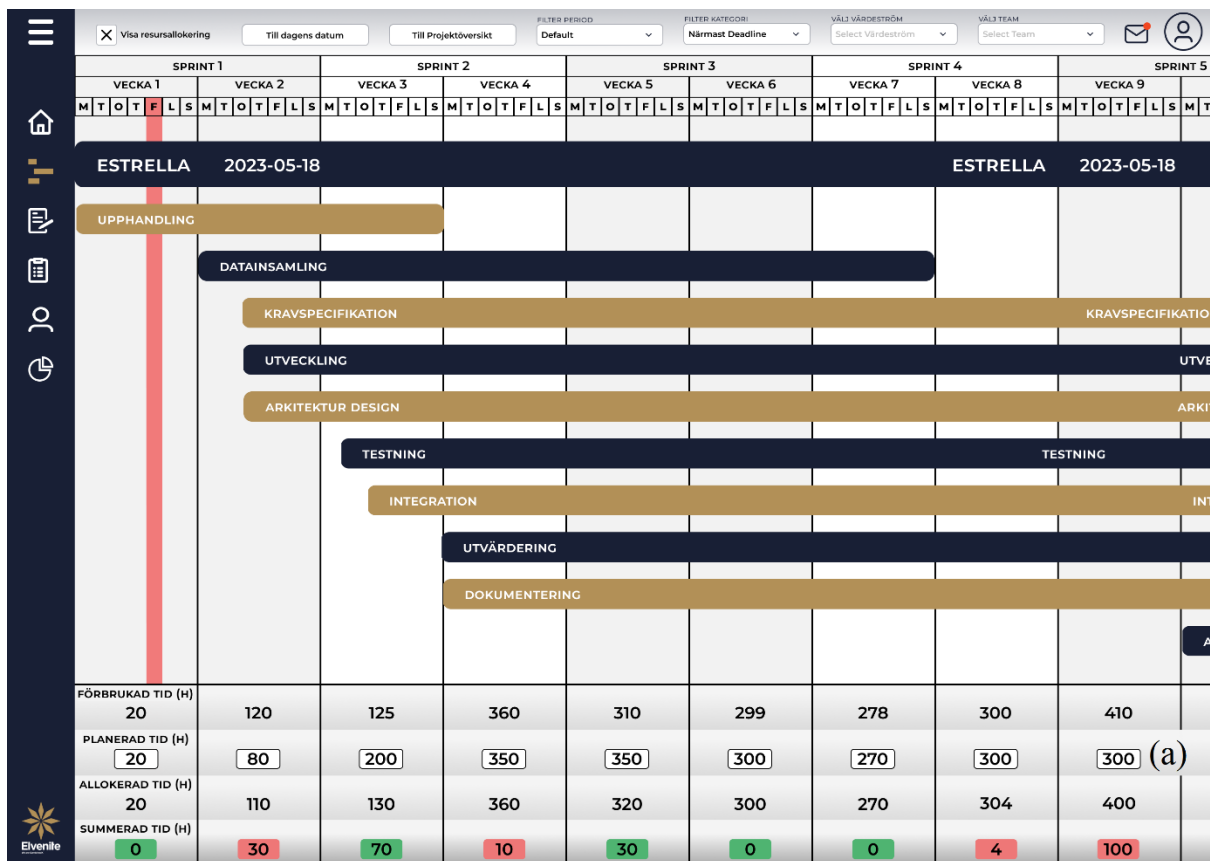 FILTER PERIOD FILTER KATEGORI VÄLJ VÄRDESTRÖM VÄLJ TEAM
Visa resursallokering Till dagens datum Till Projektöversikt Default Närmast Deadline Select Värdeström Select Team
SPRINT 1 SPRINT 2 SPRINT 3 SPRINT 4 SPRINT 5
VECKA 1 VECKA 2 VECKA 3 VECKA 4 VECKA 5 VECKA 6 VECKA 7 VECKA 8 VECKA 9
M T O T F L S M T O T F L S M T O T F L S M T O T F L S M T O T F L S M T O T F L S M T O T F L S M T O T F L S M T O T F L S M T
ESTRELLA 2023-05-18 ESTRELLA 2023-05-18
UPPHANDLING
DATAINSAMLING
KRAVSPECIFIKATION KRAVSPECIFIKATIO
UTVECKLING UTVE
ARKITEKTUR DESIGN ARKI
TESTNING TESTNING
INTEGRATION INT
UTVÄRDERING
DOKUMENTERING
A
FÖRBRUKAD TID (H)
20 120 125 360 310 299 278 300 410
PLANERAD TID (H)
20 80 200 350 350 300 270 300 300 (a)
ALLOKERAD TID (H)
20 110 130 360 320 300 270 304 400
SUMMERAD TID (H)
0 30 70 10 30 0 0 4 100
Elvenite